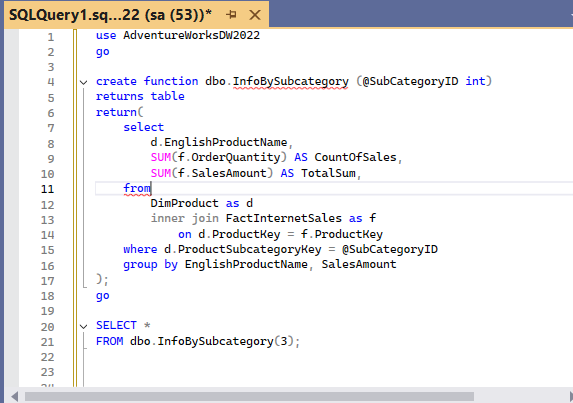 SQLQuery1.sq...22 (sa (53))*
1 use AdventureWorksDW2022
2 go
3
4 create function dbo.InfoBySubcategory (@SubCategoryID int)
5 returns table
6 return(
7 select
8 d.EnglishProductName,
9 SUM(f.OrderQuantity) AS CountOfSales,
10 SUM(f.SalesAmount) AS TotalSum,
11 from
12 DimProduct as d
13 inner join FactInternetSales as f
14 on d.ProductKey = f.ProductKey
15 where d.ProductSubcategoryKey = @SubCategoryID
16 group by EnglishProductName, SalesAmount
17 );
18 go
19
20 SELECT *
21 FROM dbo.InfoBySubcategory(3);
22
23